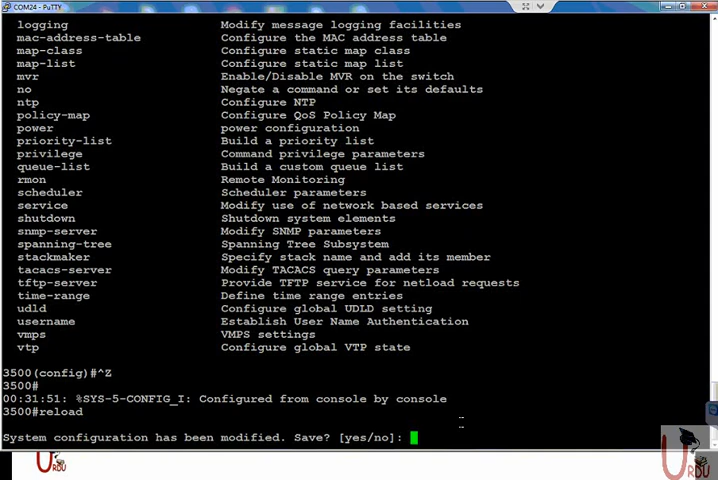 COM24 - PuTTY
logging Modify message logging facilities
mac-address-table Configure the MAC address table
map-class Configure static map class
map-list Configure static map list
mvr Enable/Disable MVR on the switch
no Negate a command or set its defaults
ntp Configure NTP
policy-map Configure QoS Policy Map
power power configuration
priority-list Build a priority list
privilege Command privilege parameters
queue-list Build a custom queue list
rmon Remote Monitoring
scheduler Scheduler parameters
service Modify use of network based services
shutdown Shutdown system elements
snmp-server Modify SNMP parameters
spanning-tree Spanning Tree Subsystem
stackmaker Specify stack name and add its member
tacacs-server Modify TACACS query parameters
tftp-server Provide TFTP service for netload requests
time-range Define time range entries
udld Configure global UDLD setting
username Establish User Name Authentication
vmps VMPS settings
vtp Configure global VTP state
3500(config)#^Z
3500#
00:31:51: %SYS-5-CONFIG_I: Configured from console by console
3500#reload
System configuration has been modified. Save? [yes/no]:
URDU
URDU